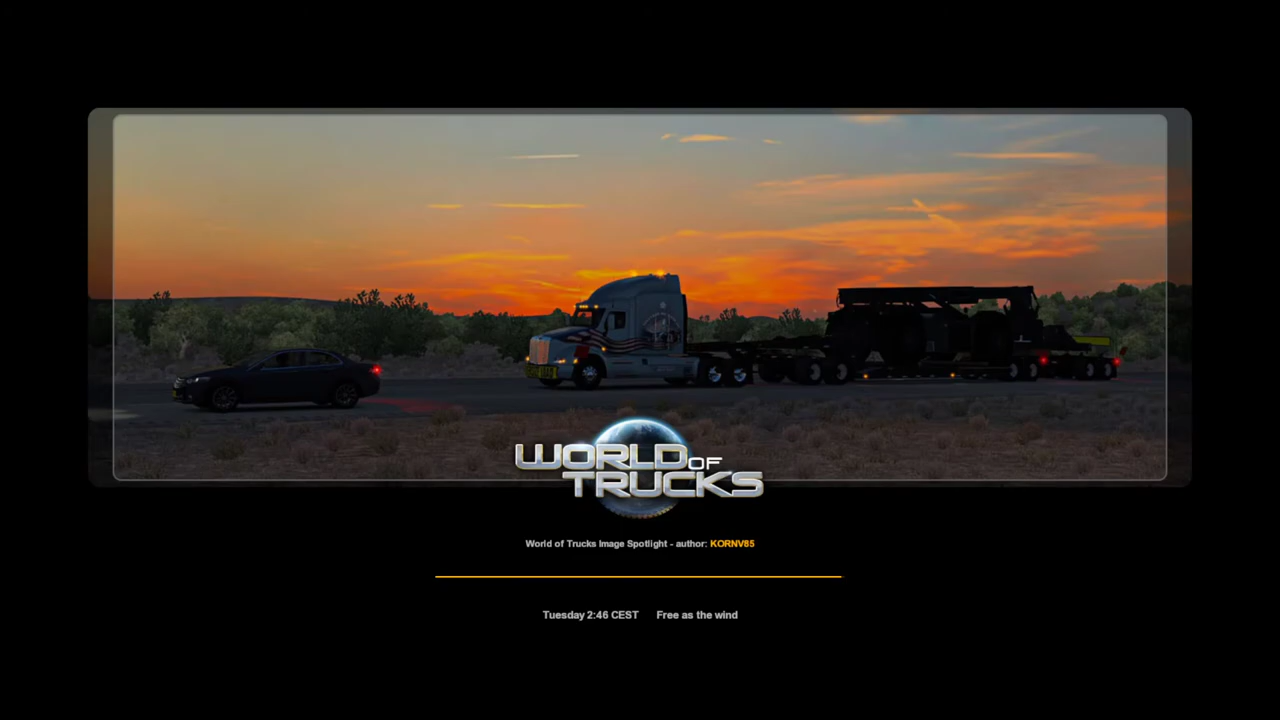 WORLD OF
TRUCKS
World of Trucks Image Spotlight - author: KORNV85
Tuesday 2:46 CEST Free as the wind